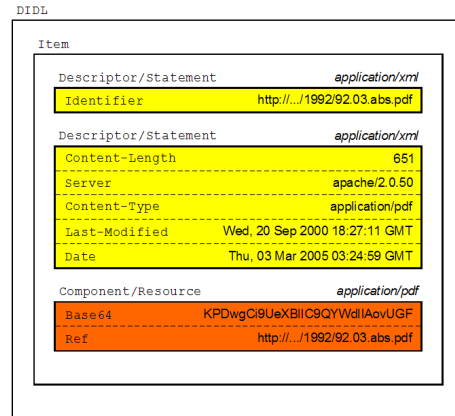 DIDL
Item
Descriptor/Statement application/xml
Identifier http://.../1992/92.03.abs.pdf
Descriptor/Statement application/xml
Content-Length 651
Server apache/2.0.50
Content-Type application/pdf
Last-Modified Wed, 20 Sep 2000 18:27:11 GMT
Date Thu, 03 Mar 2005 03:24:59 GMT
Component/Resource application/pdf
Base64 KPDwgCi9UeXBlIC9QYWdlIAovUGF
Ref http://.../1992/92.03.abs.pdf